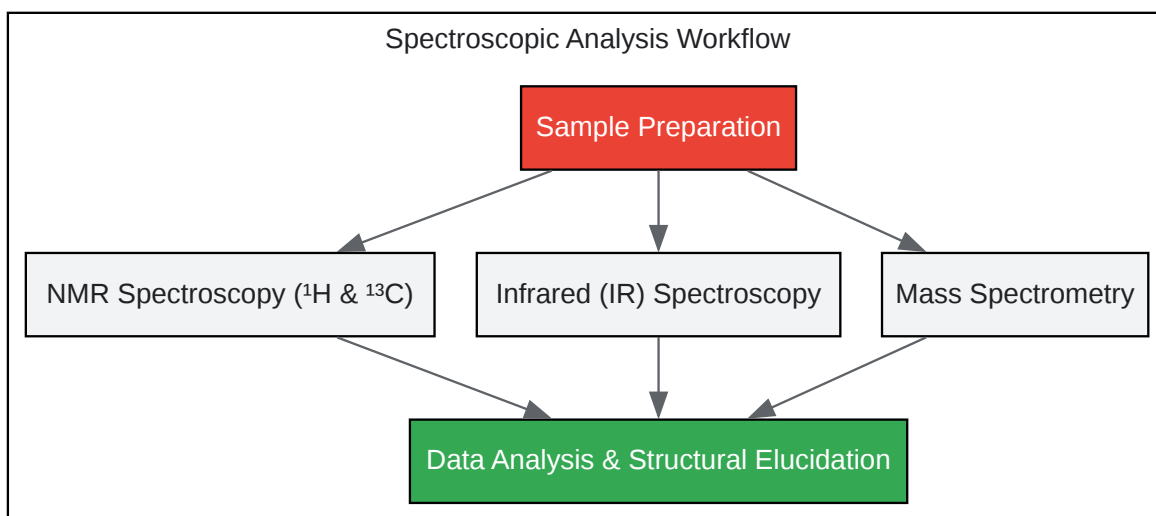 Spectroscopic Analysis Workflow
Sample Preparation
NMR Spectroscopy (¹H & ¹³C)
Infrared (IR) Spectroscopy
Mass Spectrometry
Data Analysis & Structural Elucidation